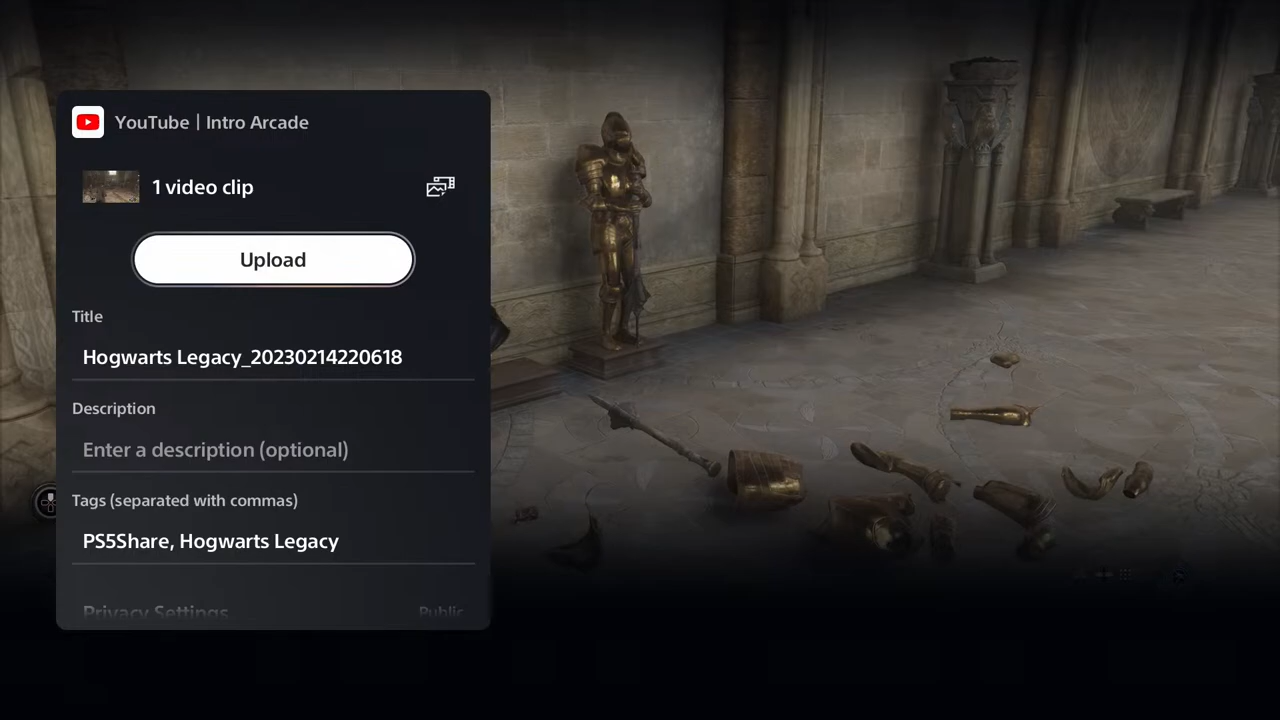 YouTube | Intro Arcade
1 video clip
Upload
Title
Hogwarts Legacy_20230214220618
Description
Enter a description (optional)
Tags (separated with commas)
PS5Share, Hogwarts Legacy
Privacy Settings
Public